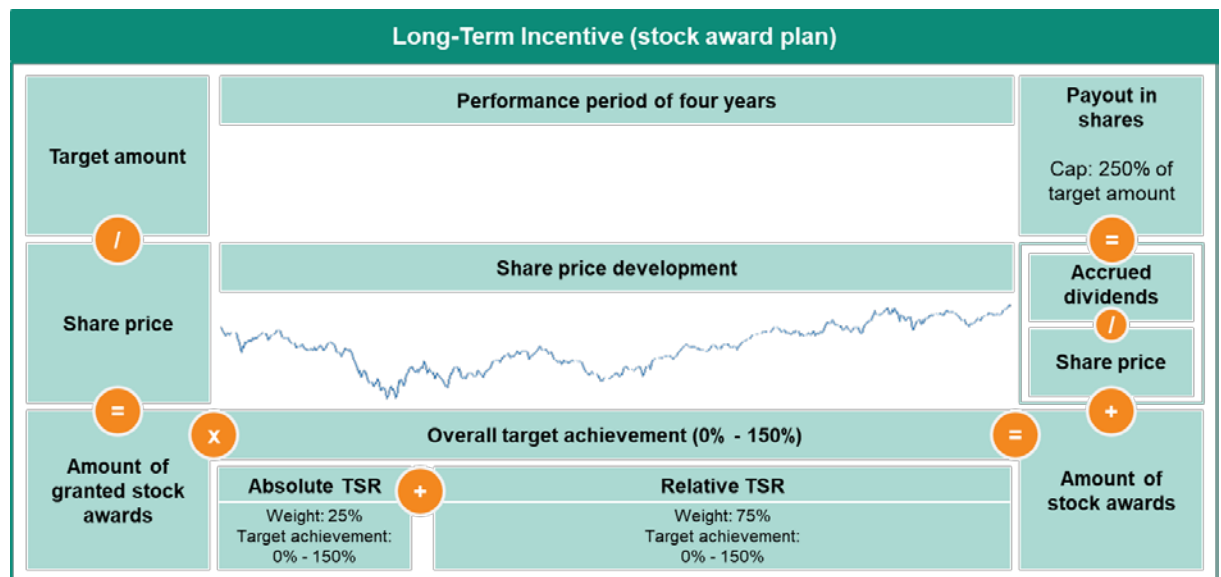 Long-Term Incentive (stock award plan)
Target amount
/
Share price
=
Amount of
granted stock
awards
Performance period of four years
Share price development
x
Overall target achievement (0% - 150%)
=
Absolute TSR
Weight: 25%
Target achievement:
0% - 150%
+
Relative TSR
Weight: 75%
Target achievement:
0% - 150%
Payout in
shares
Cap: 250% of
target amount
=
Accrued
dividends
/
Share price
+
Amount of
stock awards